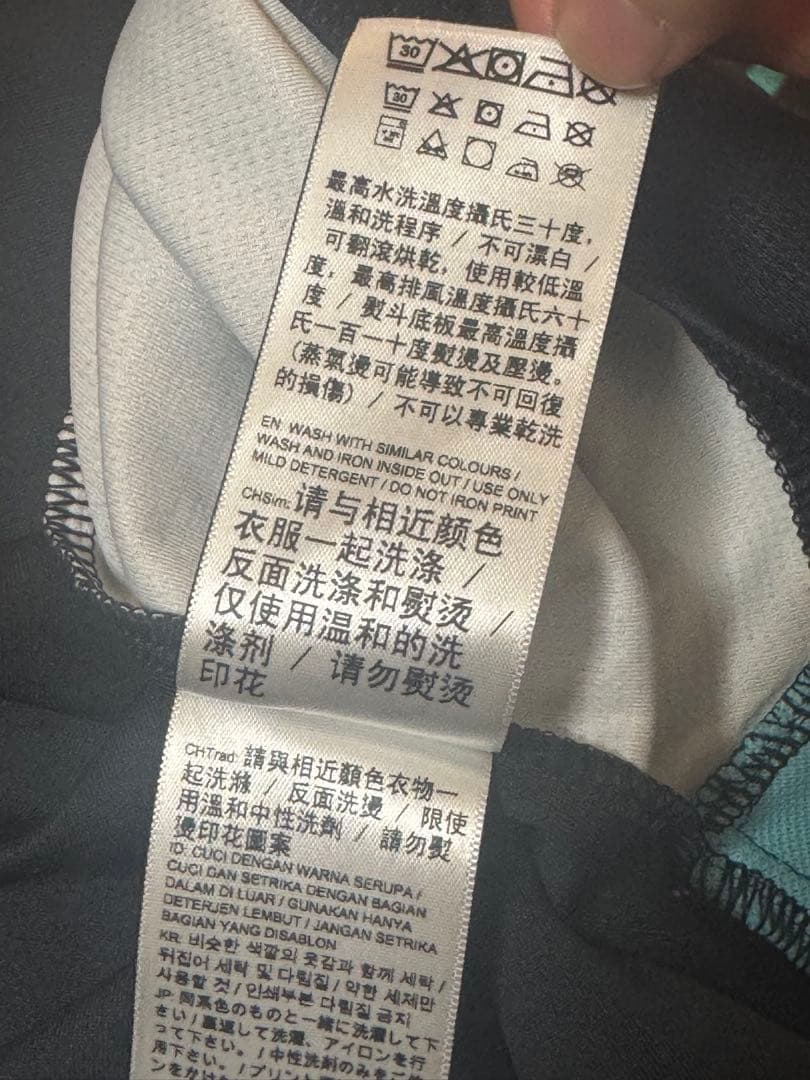 30
30
最高水洗溫度攝氏三十度，
溫和洗程序 / 不可漂白 /
可翻滾烘乾，使用較低溫
度，最高排風溫度攝氏六十
度 / 熨斗底板最高溫度攝
氏一百一十度熨燙及壓燙。
(蒸氣燙可能導致不可回復
的損傷) / 不可以專業乾洗
EN: WASH WITH SIMILAR COLOURS /
WASH AND IRON INSIDE OUT / USE ONLY
MILD DETERGENT / DO NOT IRON PRINT
CHSim: 请与相近颜色
衣服一起洗涤 /
反面洗涤和熨烫 /
仅使用温和的洗
涤剂 / 请勿熨烫
印花
CHTrad: 請與相近顏色衣物一
起洗滌 / 反面洗燙 / 限使
用溫和中性洗劑 / 請勿熨
燙印花圖案
ID: CUCI DENGAN WARNA SERUPA /
CUCI DAN SETRIKA DENGAN BAGIAN
DALAM DI LUAR / GUNAKAN HANYA
DETERJEN LEMBUT / JANGAN SETRIKA
BAGIAN YANG DISABLON
KR: 비슷한 색깔의 옷감과 함께 세탁 /
뒤집어 세탁 및 다림질 / 약한 세제만
사용할 것 / 인쇄부분 다림질 금지
JP: 同系色のものと一緒に洗濯して下
さい / 裏返して洗濯、アイロンを行
って下さい。 / 中性洗剤のみをご使
用下さい。 / プリント
ンをかけ